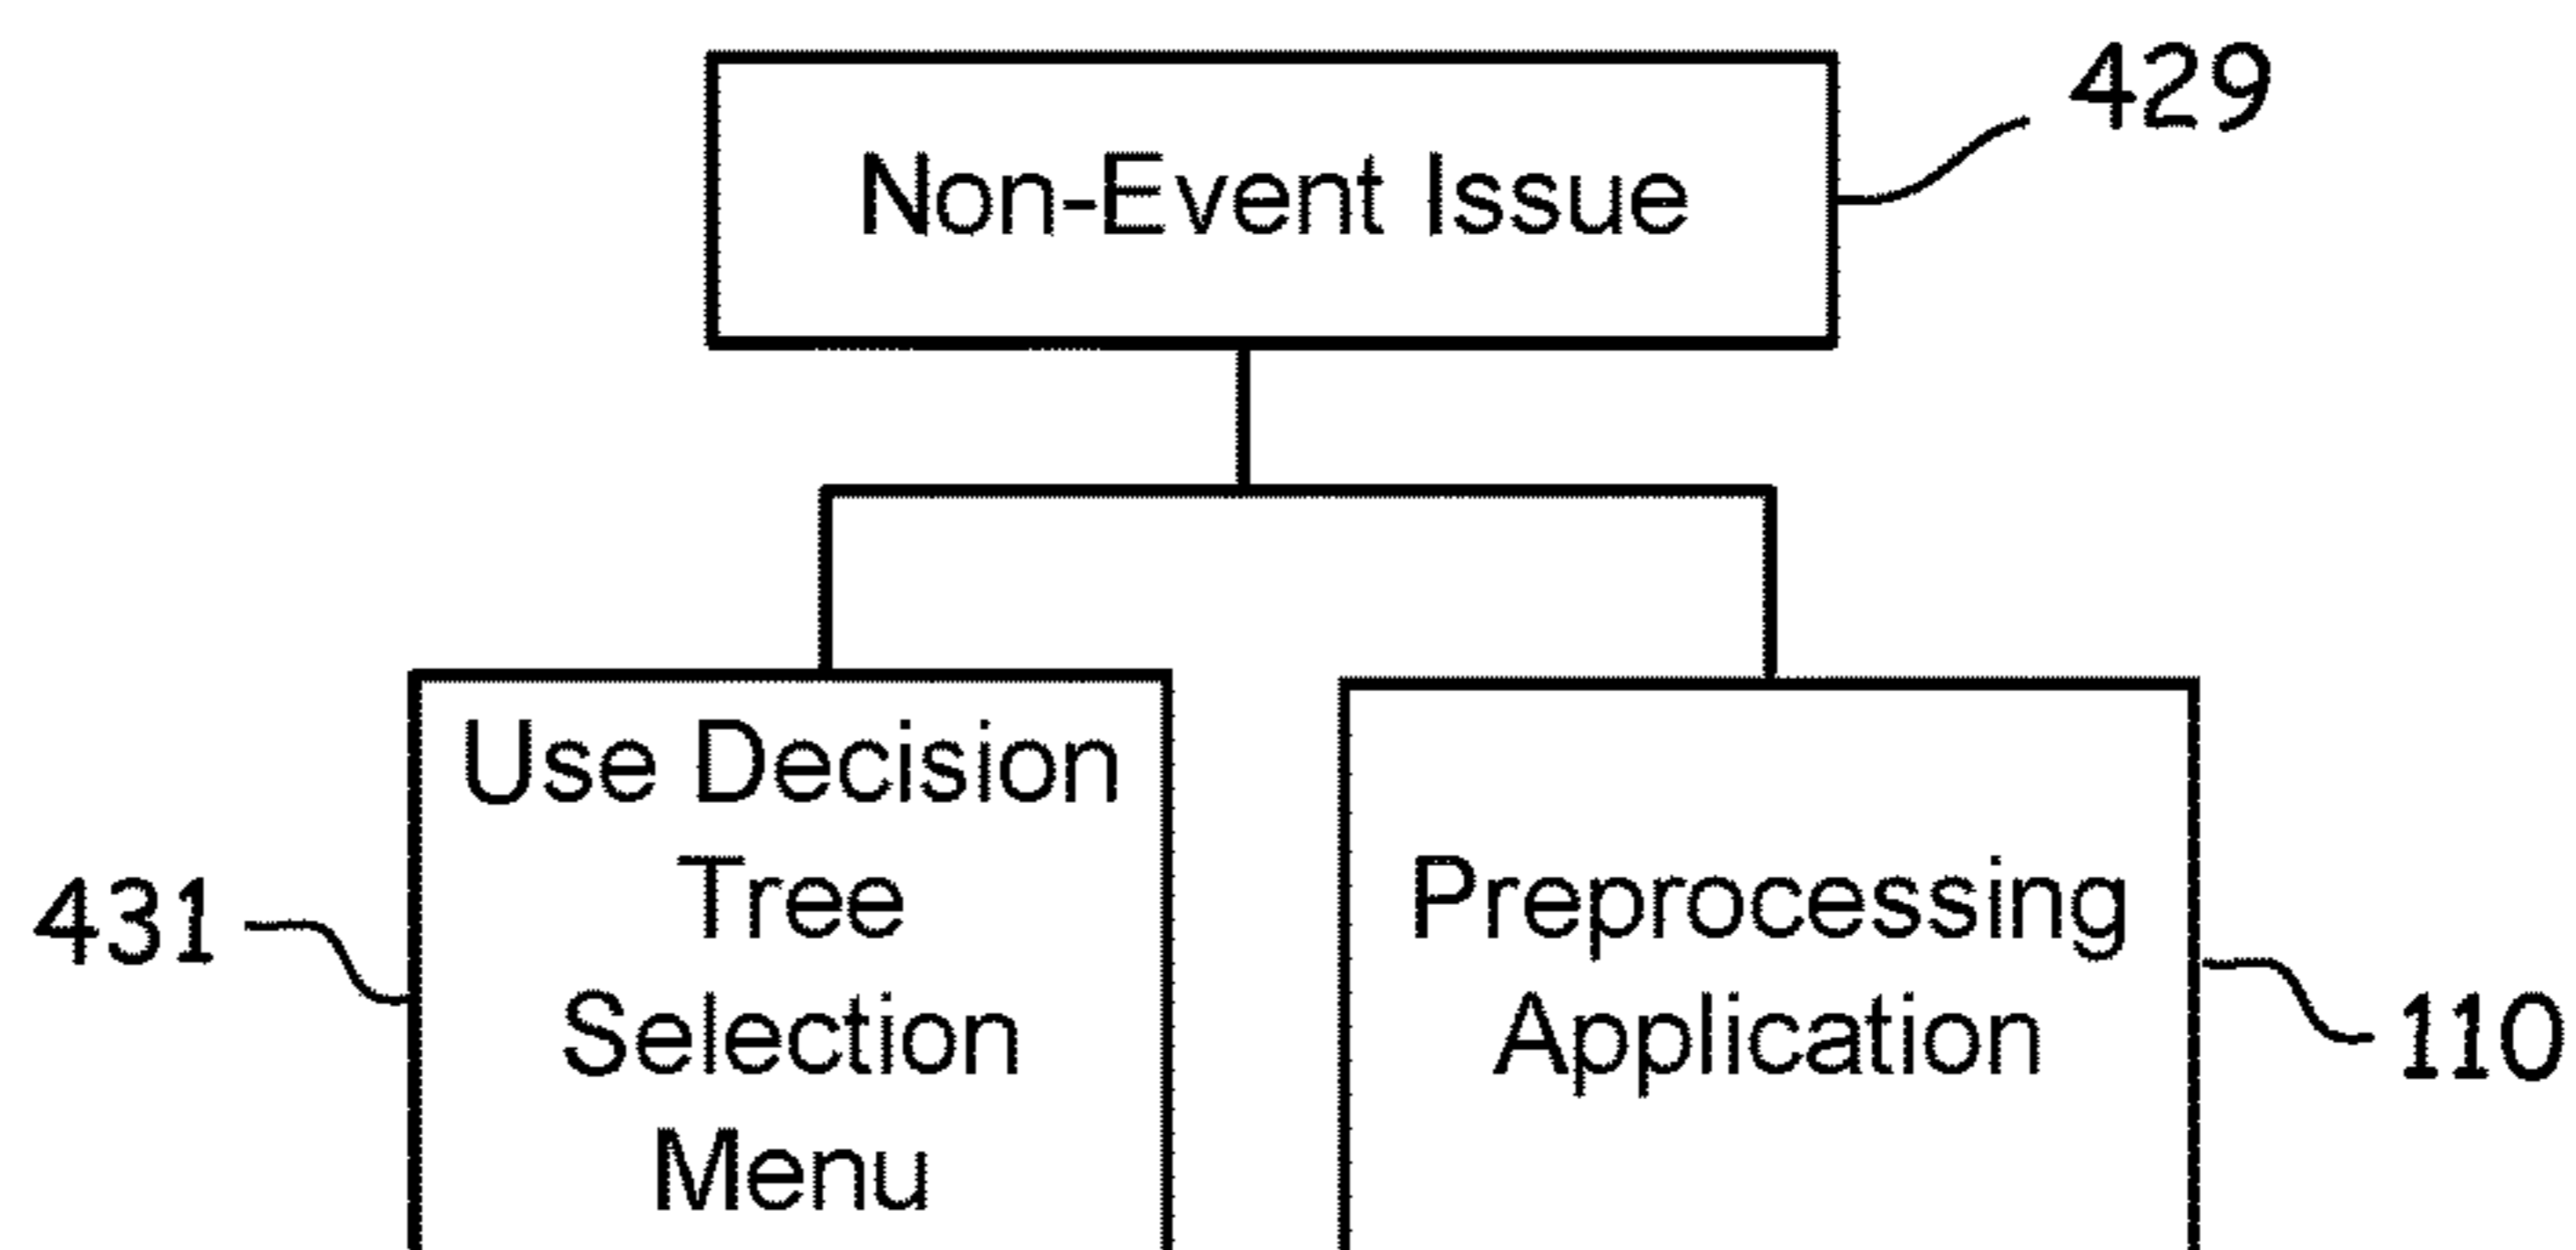 429
Non-Event Issue
Use Decision
Tree
Selection
Menu
431
Preprocessing
Application
110